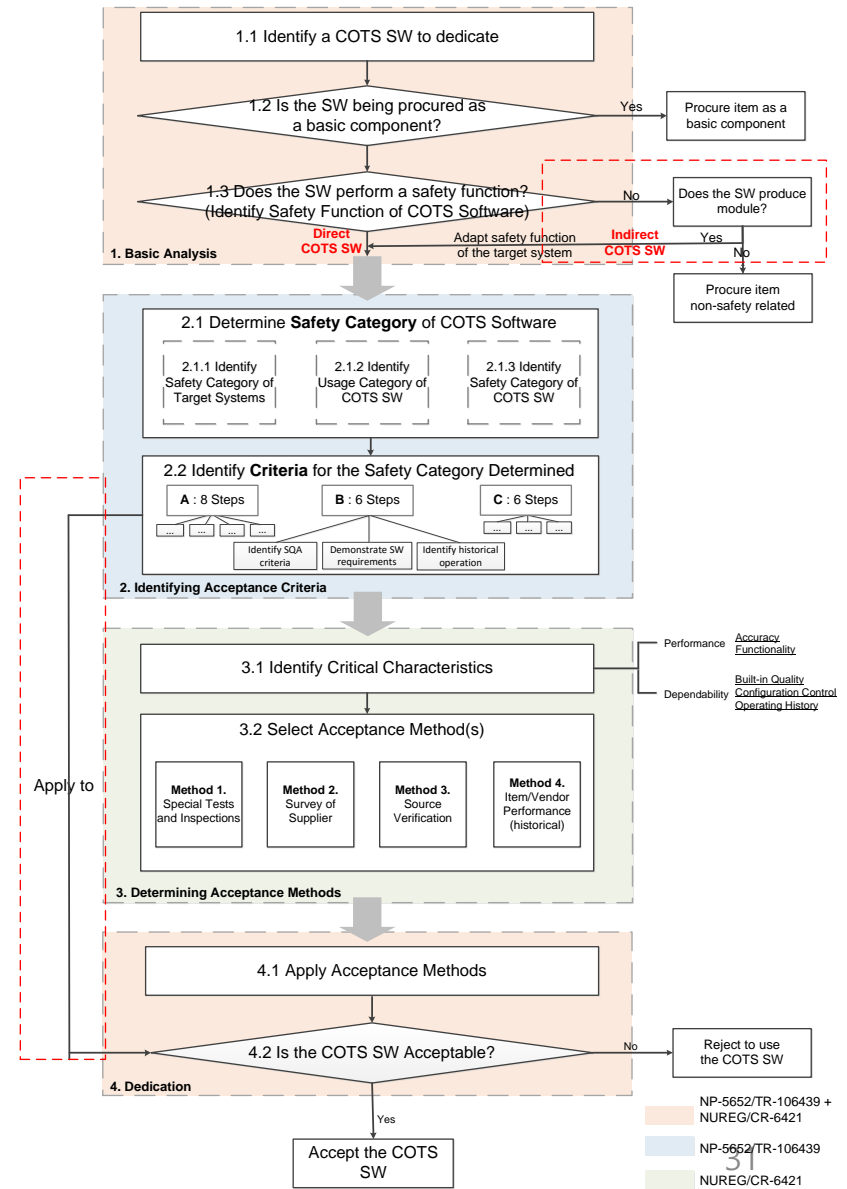 1.1 Identify a COTS SW to dedicate
1.2 Is the SW being procured as
a basic component?
Yes
Procure item as a
basic component
1.3 Does the SW perform a safety function?
(Identify Safety Function of COTS Software)
No
Does the SW produce
module?
Direct
COTS SW
Adapt safety function
of the target system
Indirect
COTS SW
Yes
No
1. Basic Analysis
Procure item
non-safety related
2.1 Determine Safety Category of COTS Software
2.1.1 Identify
Safety Category of
Target Systems
2.1.2 Identify
Usage Category of
COTS SW
2.1.3 Identify
Safety Category of
COTS SW
2.2 Identify Criteria for the Safety Category Determined
A : 8 Steps
B : 6 Steps
C : 6 Steps
...
...
...
...
...
...
...
Identify SQA
criteria
Demonstrate SW
requirements
Identify historical
operation
2. Identifying Acceptance Criteria
3.1 Identify Critical Characteristics
Performance
Accuracy
Functionality
Dependability
Built-in Quality
Configuration Control
Operating History
3.2 Select Acceptance Method(s)
Method 1.
Special Tests
and Inspections
Method 2.
Survey of
Supplier
Method 3.
Source
Verification
Method 4.
Item/Vendor
Performance
(historical)
Apply to
3. Determining Acceptance Methods
4.1 Apply Acceptance Methods
4.2 Is the COTS SW Acceptable?
No
Reject to use
the COTS SW
4. Dedication
Yes
Accept the COTS
SW
NP-5652/TR-106439 +
NUREG/CR-6421
NP-5652/TR-106439
31
NUREG/CR-6421